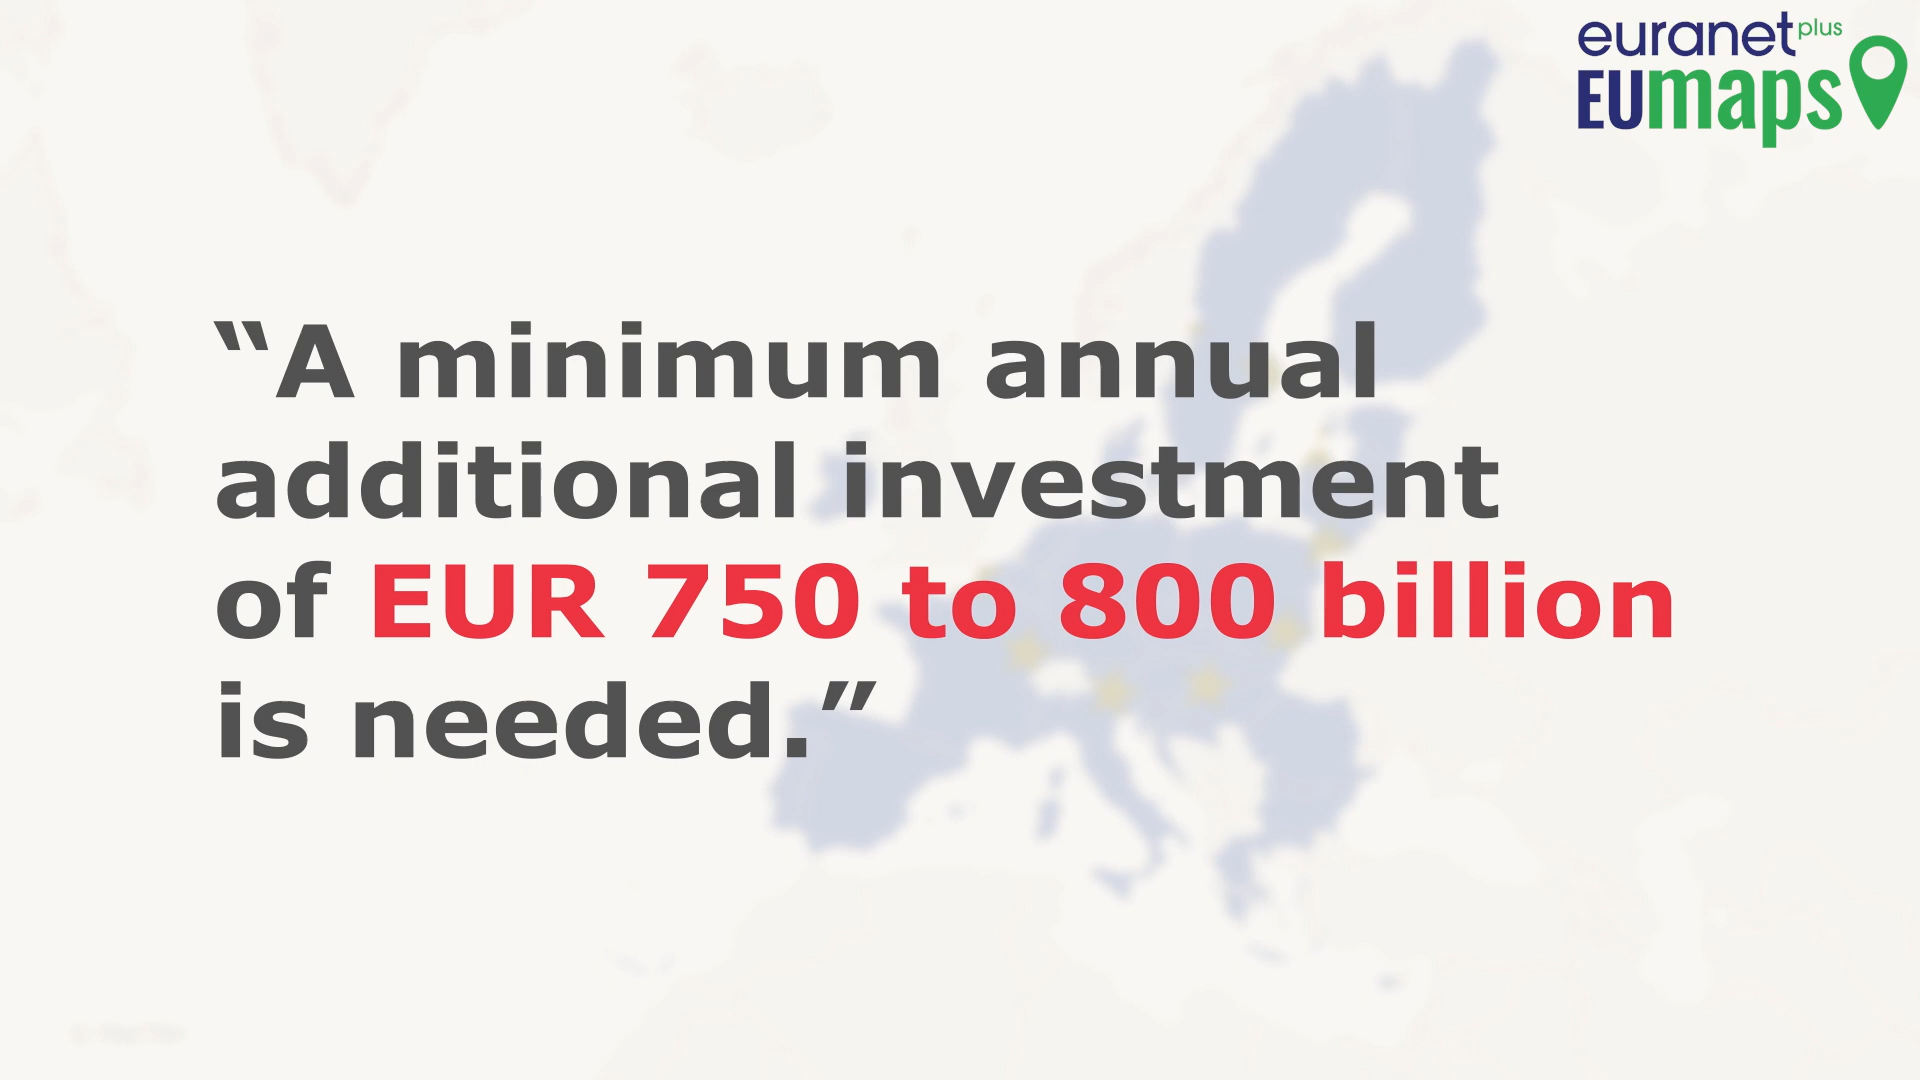 euranet plus
EUmaps
“A minimum annual
additional investment
of EUR 750 to 800 billion
is needed.”